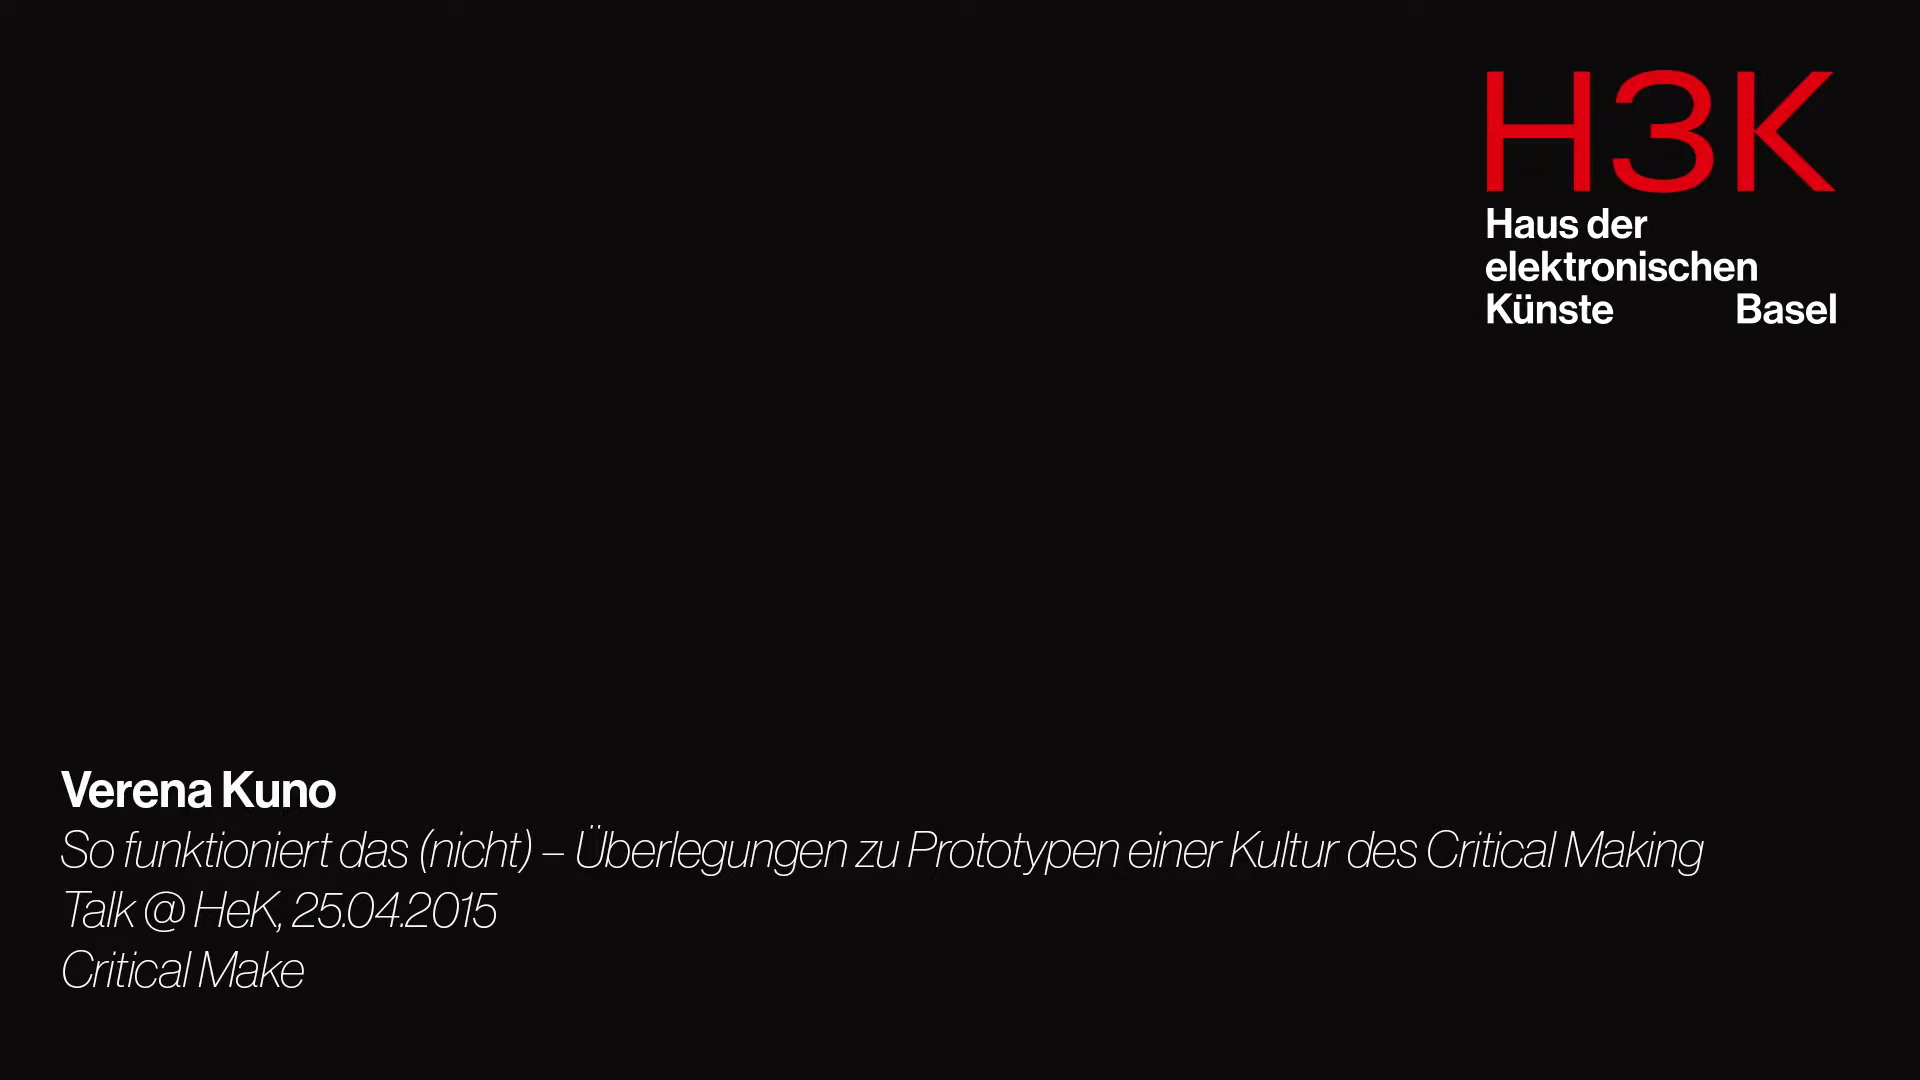 H3K
Haus der
elektronischen
Künste Basel
Verena Kuno
So funktioniert das (nicht) – Überlegungen zu Prototypen einer Kultur des Critical Making
Talk @ HeK, 25.04.2015
Critical Make